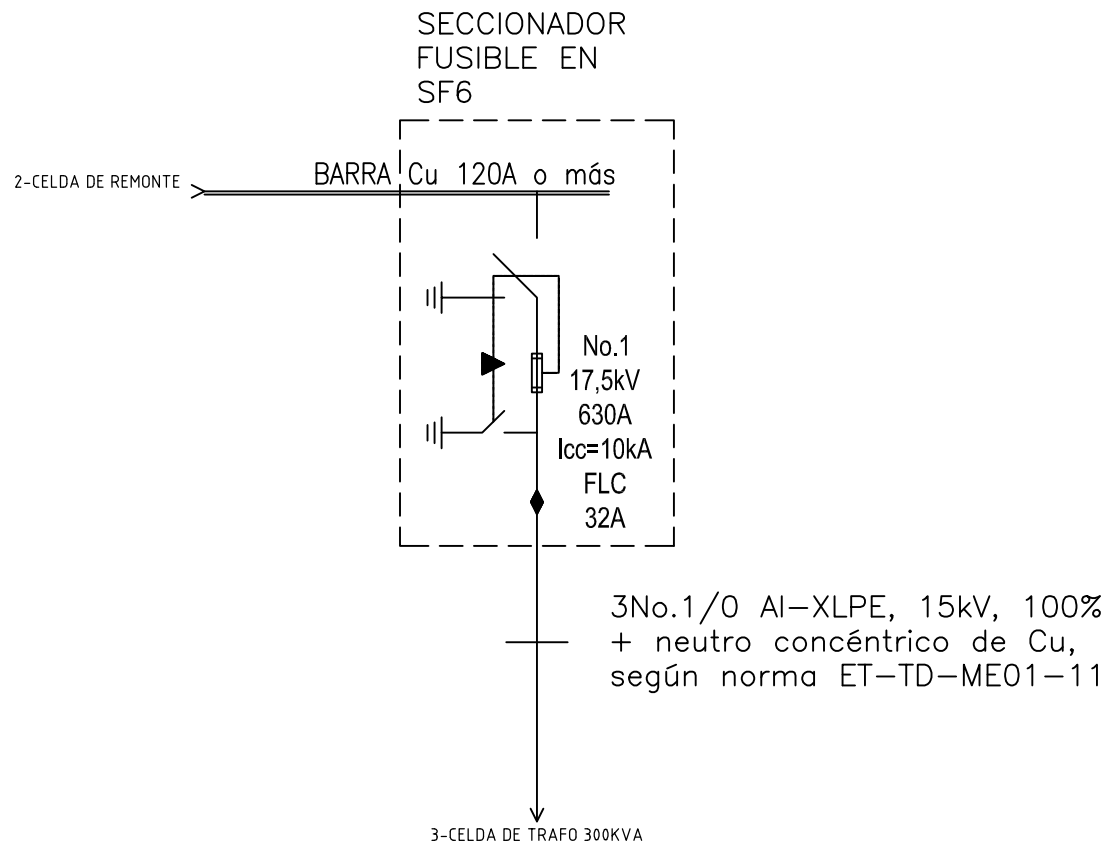 SECCIONADOR
FUSIBLE EN
SF6
2-CELDA DE REMONTE
BARRA Cu 120A o más
No.1
17,5kV
630A
Icc=10kA
FLC
32A
3No.1/0 Al-XLPE, 15kV, 100%
+ neutro concéntrico de Cu,
según norma ET-TD-ME01-11
3-CELDA DE TRAFO 300KVA